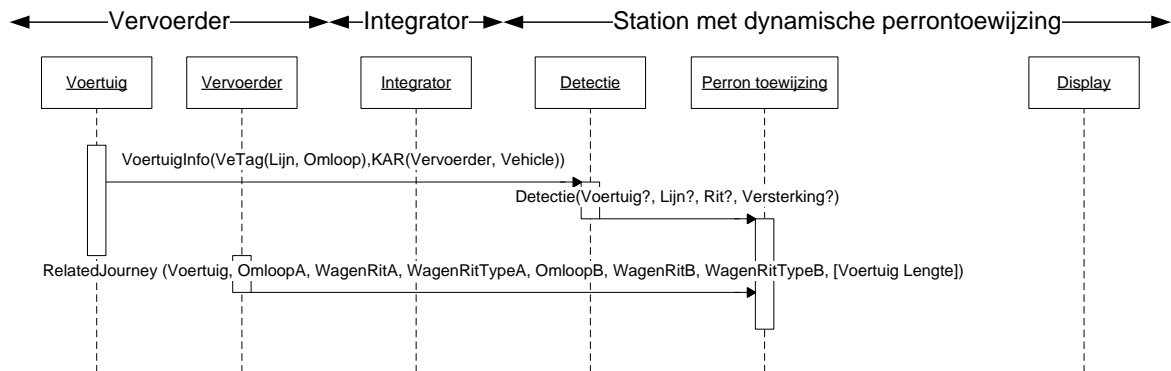 Vervoerder Integrator Station met dynamische perrontoewijzing
Voertuig Vervoerder Integrator Detectie Perron toewijzing Display
VoertuigInfo(VeTag(Lijn, Omloop),KAR(Vervoerder, Vehicle))
Detectie(Voertuig?, Lijn?, Rit?, Versterking?)
RelatedJourney (Voertuig, OmloopA, WagenRitA, WagenRitTypeA, OmloopB, WagenRitB, WagenRitTypeB, [Voertuig Lengte])